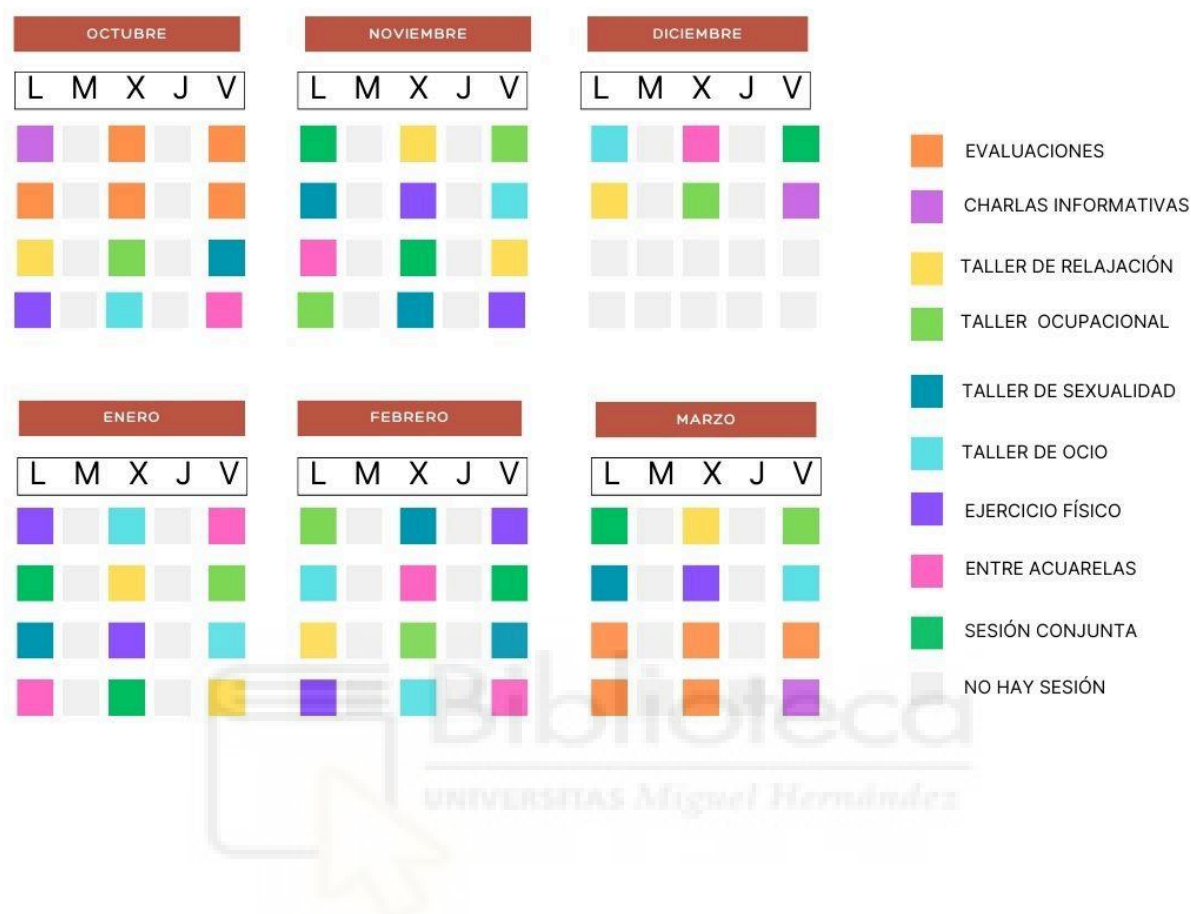 OCTUBRE
NOVIEMBRE
DICIEMBRE
L M X J V
L M X J V
L M X J V
EVALUACIONES
CHARLAS INFORMATIVAS
TALLER DE RELAJACIÓN
TALLER OCUPACIONAL
TALLER DE SEXUALIDAD
TALLER DE OCIO
EJERCICIO FÍSICO
ENTRE ACUARELAS
SESIÓN CONJUNTA
NO HAY SESIÓN
ENERO
FEBRERO
MARZO
L M X J V
L M X J V
L M X J V
Biblioteca
UNIVERSITAS Miguel Hernández